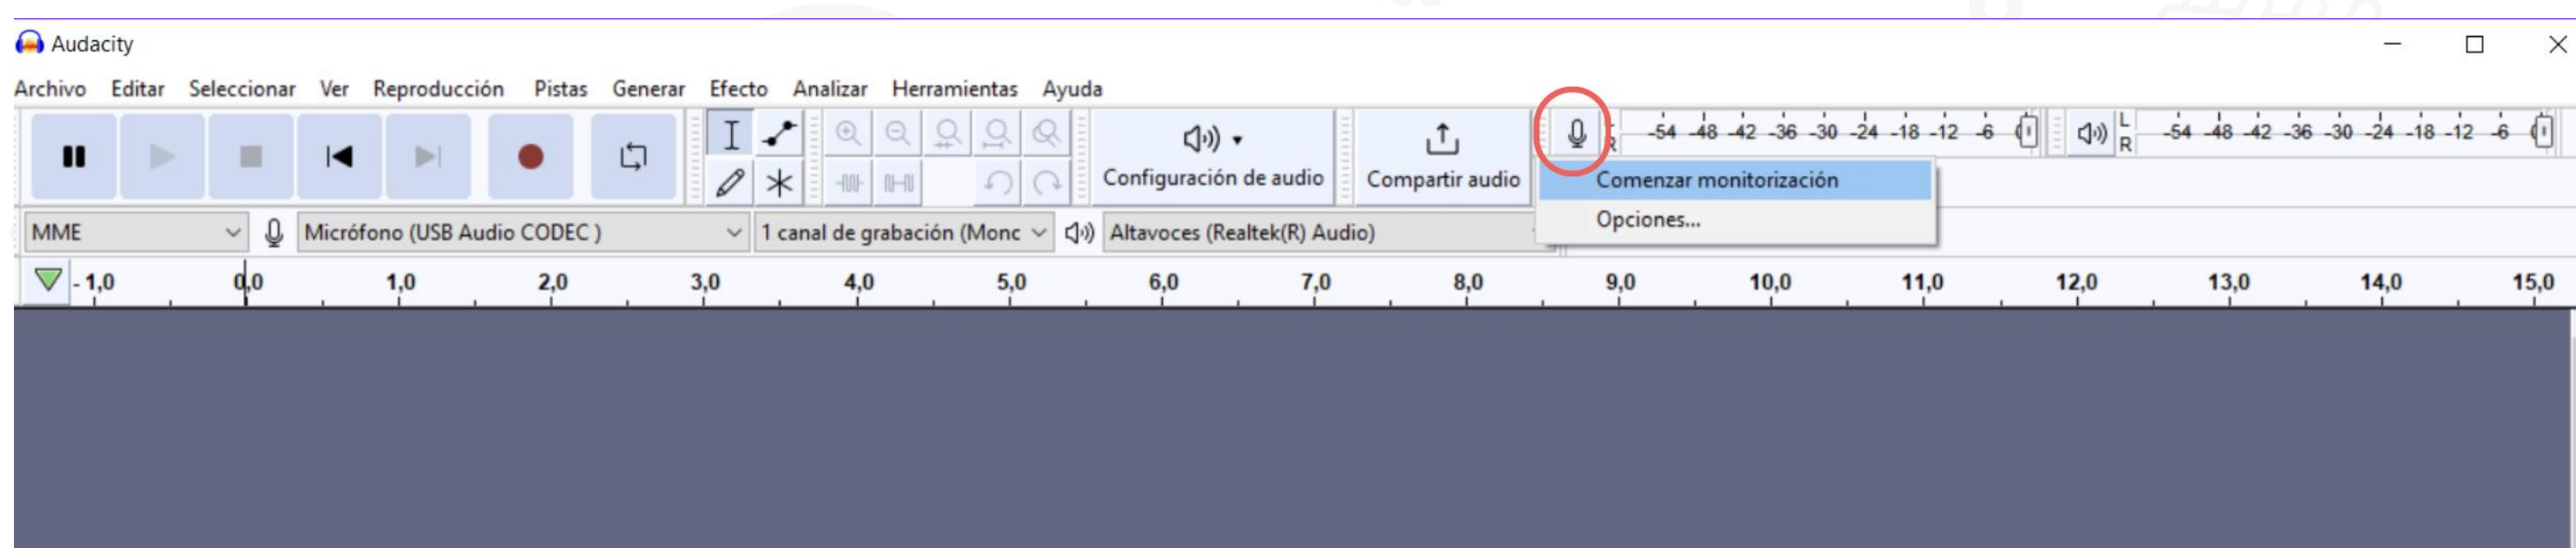 Audacity
Archivo Editar Seleccionar Ver Reproducción Pistas Generar Efecto Analizar Herramientas Ayuda
-54 -48 -42 -36 -30 -24 -18 -12 -6
R
L
R
-54 -48 -42 -36 -30 -24 -18 -12 -6
Configuración de audio
Compartir audio
Comenzar monitorización
Opciones...
MME
Micrófono (USB Audio CODEC )
1 canal de grabación (Monc
Altavoces (Realtek(R) Audio)
-1,0 0,0 1,0 2,0 3,0 4,0 5,0 6,0 7,0 8,0 9,0 10,0 11,0 12,0 13,0 14,0 15,0